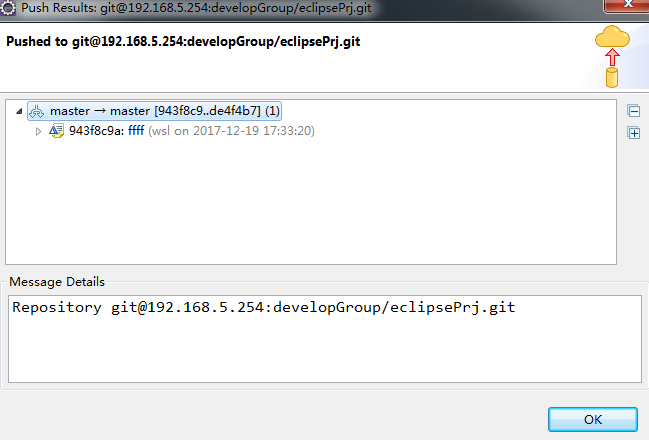 Push Results: git@192.168.5.254:developGroup/eclipsePrj.git
Pushed to git@192.168.5.254:developGroup/eclipsePrj.git
master → master [943f8c9..de4f4b7] (1)
943f8c9a: ffff (wsl on 2017-12-19 17:33:20)
Message Details
Repository git@192.168.5.254:developGroup/eclipsePrj.git
OK